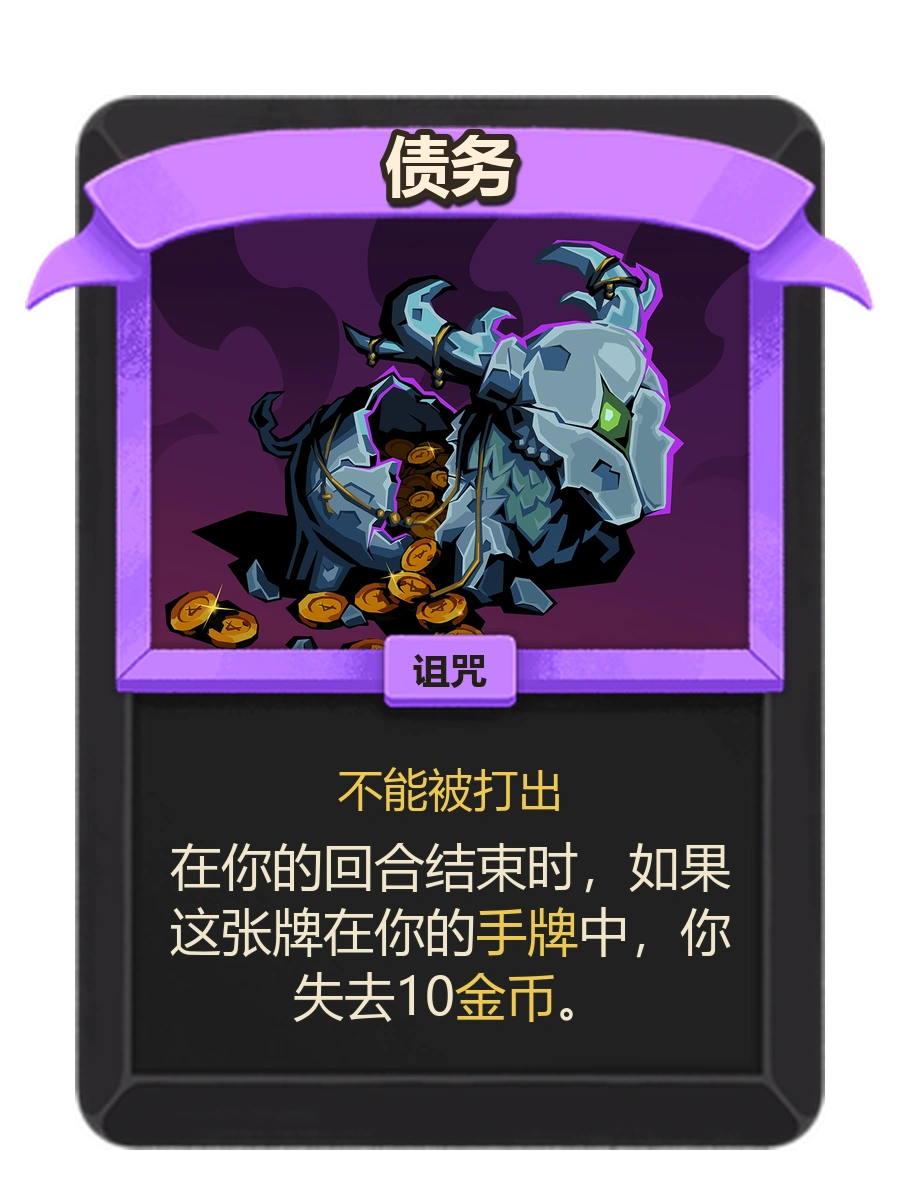 债务
诅咒
不能被打出
在你的回合结束时，如果
这张牌在你的手牌中，你
失去10金币。